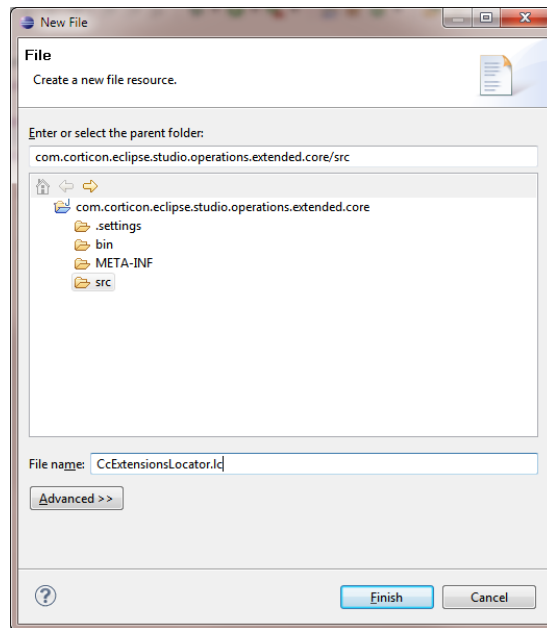 New File
File
Create a new file resource.
Enter or select the parent folder:
com.corticon.eclipse.studio.operations.extended.core/src
com.corticon.eclipse.studio.operations.extended.core
.settings
bin
META-INF
src
File name: CcExtensionsLocator.lc
Advanced >>
? Finish Cancel